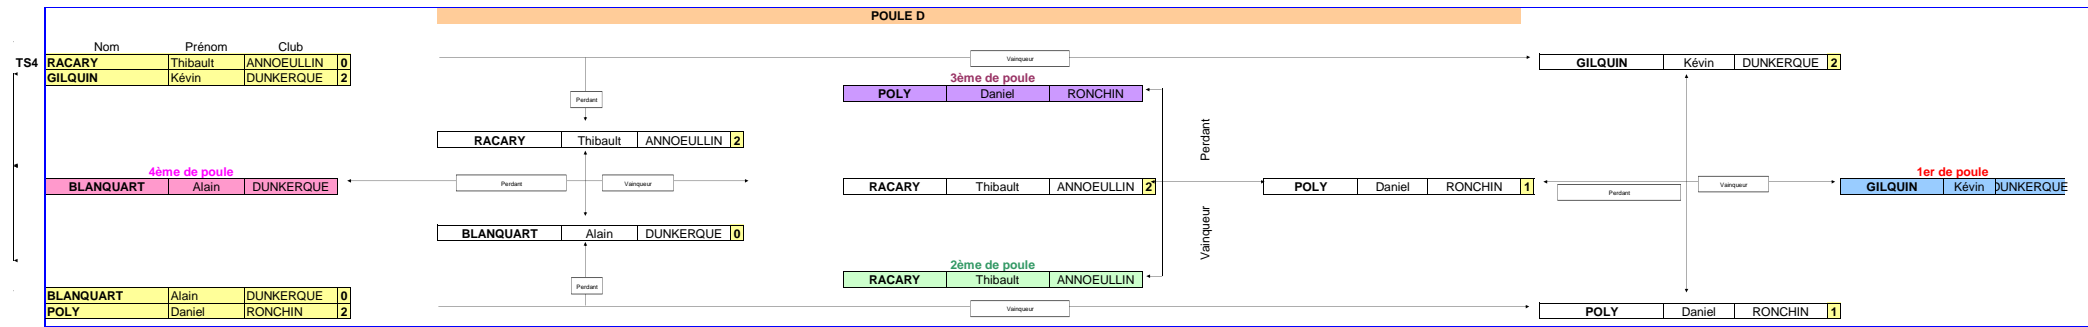 POULE D
Nom Prénom Club
TS4 RACARY Thibault ANNOEULLIN 0
GILQUIN Kévin DUNKERQUE 2
Vainqueur
GILQUIN Kévin DUNKERQUE 2
3ème de poule
POLY Daniel RONCHIN
Perdant
RACARY Thibault ANNOEULLIN 2
Perdant
4ème de poule
BLANQUART Alain DUNKERQUE
Perdant
Vainqueur
RACARY Thibault ANNOEULLIN 2
POLY Daniel RONCHIN 1
Perdant
Vainqueur
1er de poule
GILQUIN Kévin DUNKERQUE
Vainqueur
BLANQUART Alain DUNKERQUE 0
2ème de poule
RACARY Thibault ANNOEULLIN
Perdant
BLANQUART Alain DUNKERQUE 0
POLY Daniel RONCHIN 2
Vainqueur
POLY Daniel RONCHIN 1